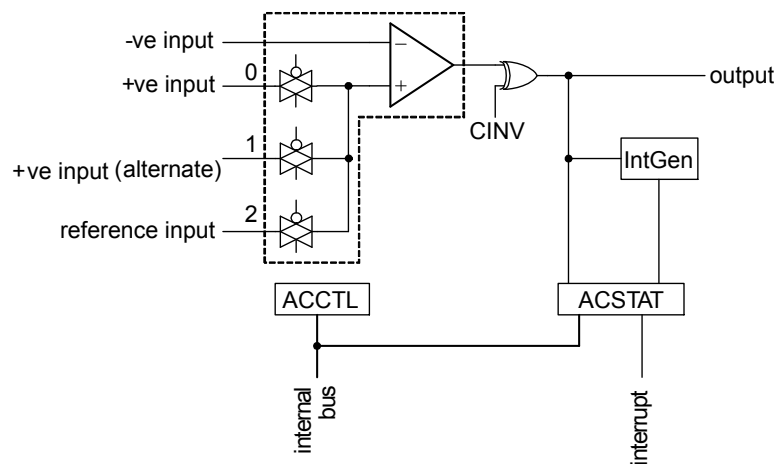 -ve input
−
0
+ve input
+
output
CINV
1
IntGen
+ve input (alternate)
2
reference input
ACCTL
ACSTAT
internal
bus
interrupt